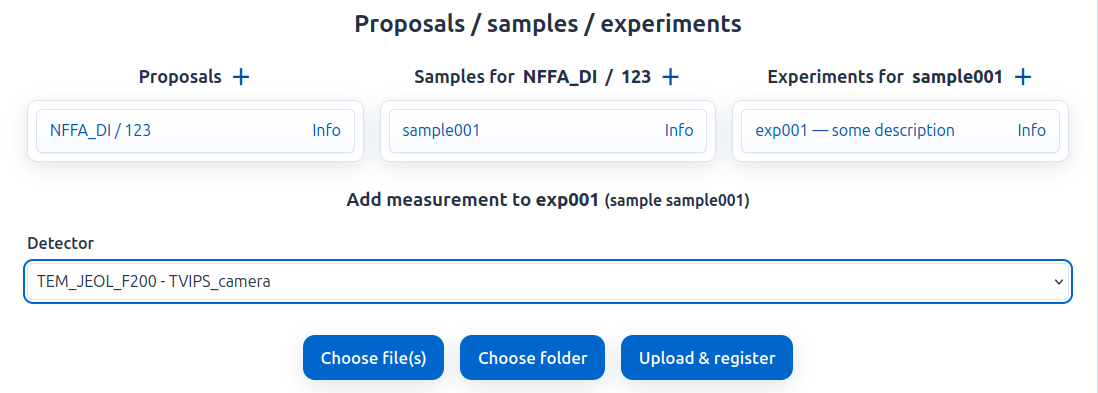 Proposals / samples / experiments
Proposals +
Samples for NFFA_DI / 123 +
Experiments for sample001 +
NFFA_DI / 123 Info
sample001 Info
exp001 — some description Info
Add measurement to exp001 (sample sample001)
Detector
TEM_JEOL_F200 - TVIPS_camera
Choose file(s)
Choose folder
Upload & register